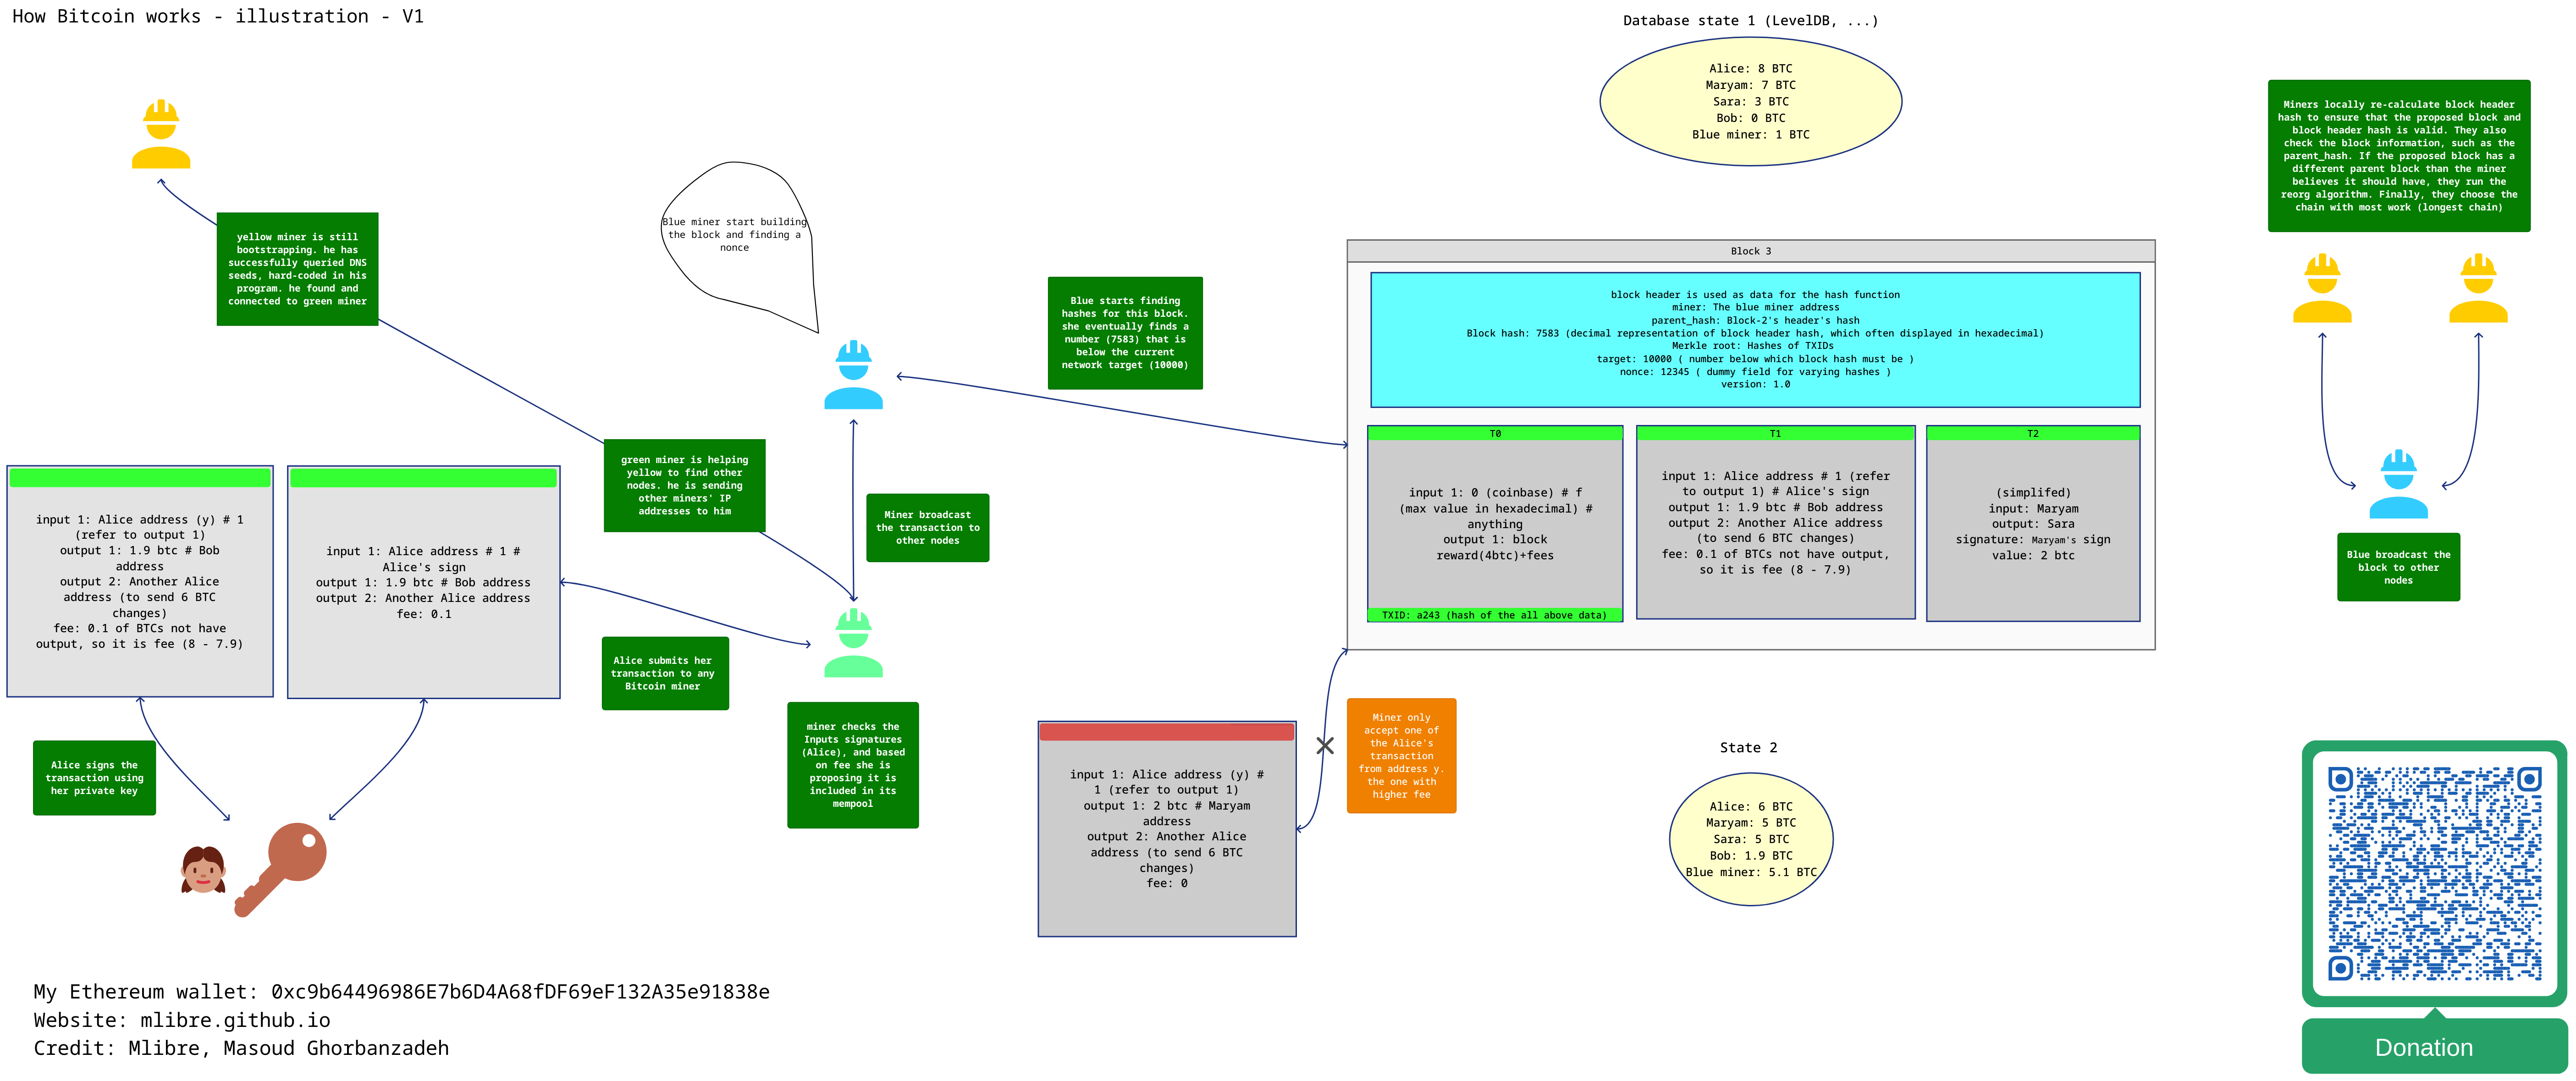 How Bitcoin works - illustration - V1
Database state 1 (LevelDB, ...)
Alice: 8 BTC
Maryam: 7 BTC
Sara: 3 BTC
Bob: 0 BTC
Blue miner: 1 BTC
Miners locally re-calculate block header
hash to ensure that the proposed block and
block header hash is valid. They also
check the block information, such as the
parent_hash. If the proposed block has a
different parent block than the miner
believes it should have, they run the
reorg algorithm. Finally, they choose the
chain with most work (longest chain)
yellow miner is still
bootstrapping. he has
successfully queried DNS
seeds, hard-coded in his
program. he found and
connected to green miner
Blue miner start building
the block and finding a
nonce
Blue starts finding
hashes for this block.
she eventually finds a
number (7583) that is
below the current
network target (10000)
Block 3
block header is used as data for the hash function
miner: The blue miner address
parent_hash: Block-2's header's hash
Block hash: 7583 (decimal representation of block header hash, which often displayed in hexadecimal)
Merkle root: Hashes of TXIDs
target: 10000 ( number below which block hash must be )
nonce: 12345 ( dummy field for varying hashes )
version: 1.0
T0
input 1: 0 (coinbase) # f
(max value in hexadecimal) #
anything
output 1: block
reward(4btc)+fees
TXID: a243 (hash of the all above data)
T1
input 1: Alice address # 1 (refer
to output 1) # Alice's sign
output 1: 1.9 btc # Bob address
output 2: Another Alice address
(to send 6 BTC changes)
fee: 0.1 of BTCs not have output,
so it is fee (8 - 7.9)
T2
(simplifed)
input: Maryam
output: Sara
signature: Maryam's sign
value: 2 btc
Blue broadcast the
block to other
nodes
green miner is helping
yellow to find other
nodes. he is sending
other miners' IP
addresses to him
Miner broadcast
the transaction to
other nodes
input 1: Alice address (y) # 1
(refer to output 1)
output 1: 1.9 btc # Bob
address
output 2: Another Alice
address (to send 6 BTC
changes)
fee: 0.1 of BTCs not have
output, so it is fee (8 - 7.9)
input 1: Alice address # 1 #
Alice's sign
output 1: 1.9 btc # Bob address
output 2: Another Alice address
fee: 0.1
Alice submits her
transaction to any
Bitcoin miner
miner checks the
Inputs signatures
(Alice), and based
on fee she is
proposing it is
included in its
mempool
Alice signs the
transaction using
her private key
input 1: Alice address (y) #
1 (refer to output 1)
output 1: 2 btc # Maryam
address
output 2: Another Alice
address (to send 6 BTC
changes)
fee: 0
Miner only
accept one of
the Alice's
transaction
from address y.
the one with
higher fee
State 2
Alice: 6 BTC
Maryam: 5 BTC
Sara: 5 BTC
Bob: 1.9 BTC
Blue miner: 5.1 BTC
My Ethereum wallet: 0xc9b64496986E7b6D4A68fDF69eF132A35e91838e
Website: mlibre.github.io
Credit: Mlibre, Masoud Ghorbanzadeh
Donation